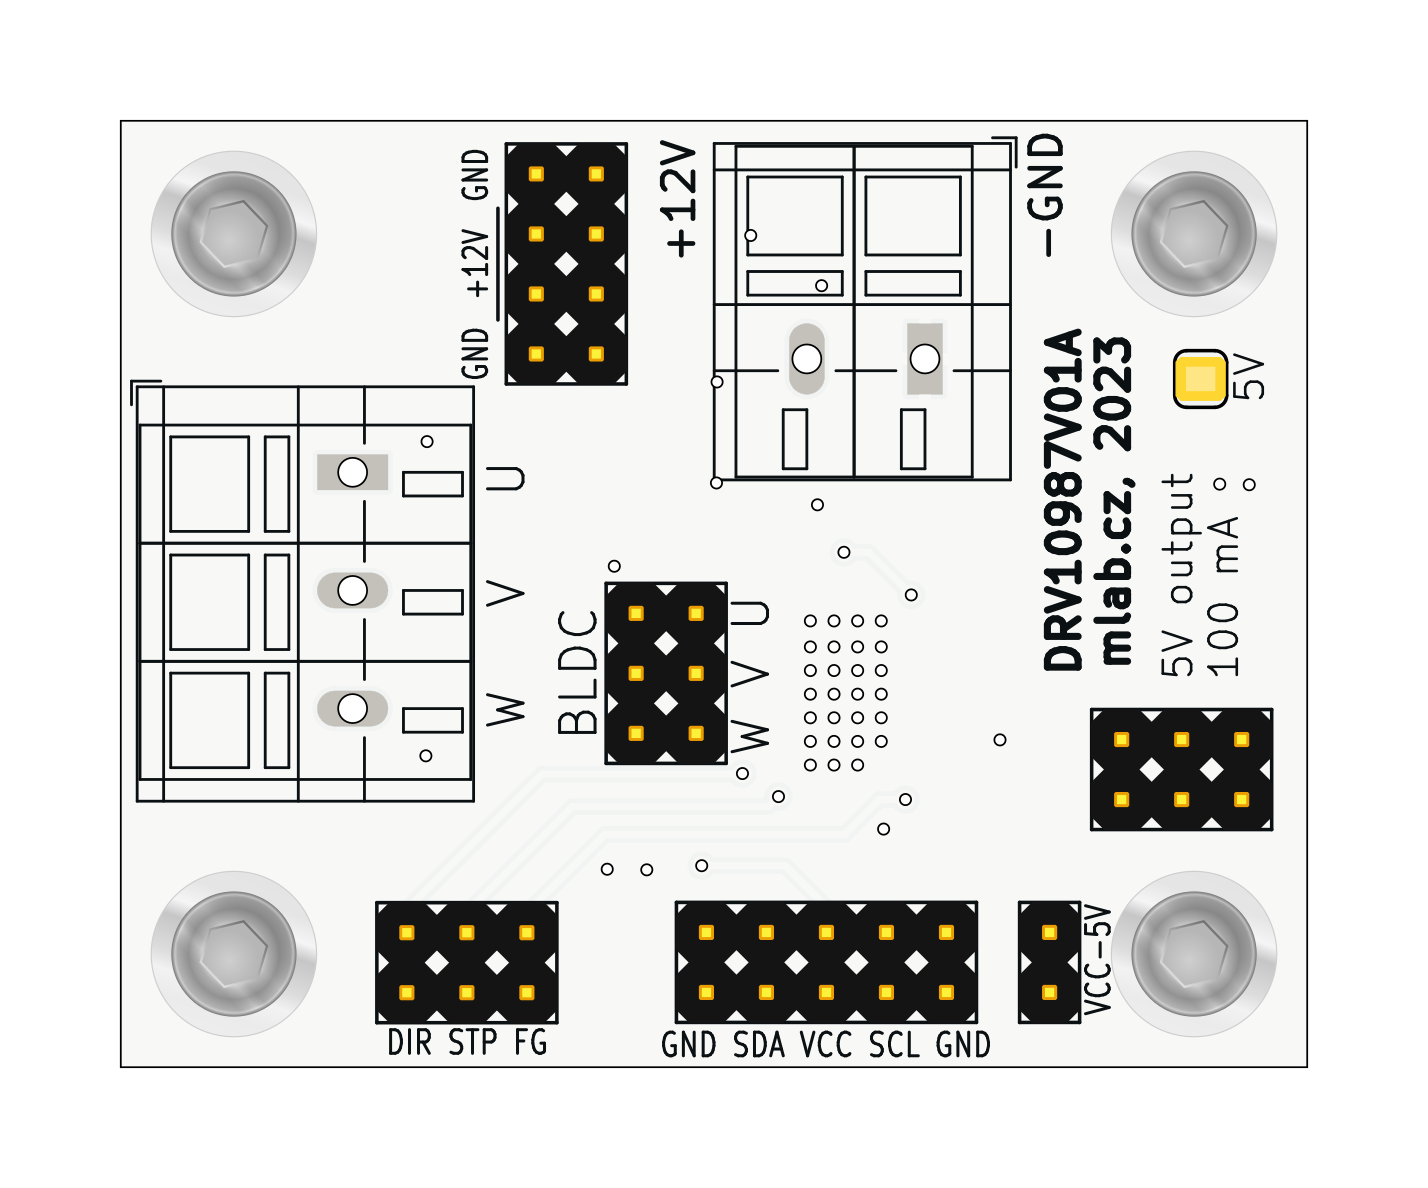 GND +12V GND
+12V
-GND
DRV10987V01A
mlab.cz, 2023
5V
5V output
100 mA
U
V
W
BLDC
U
V
W
DIR STP FG
GND SDA VCC SCL GND
VCC-5V